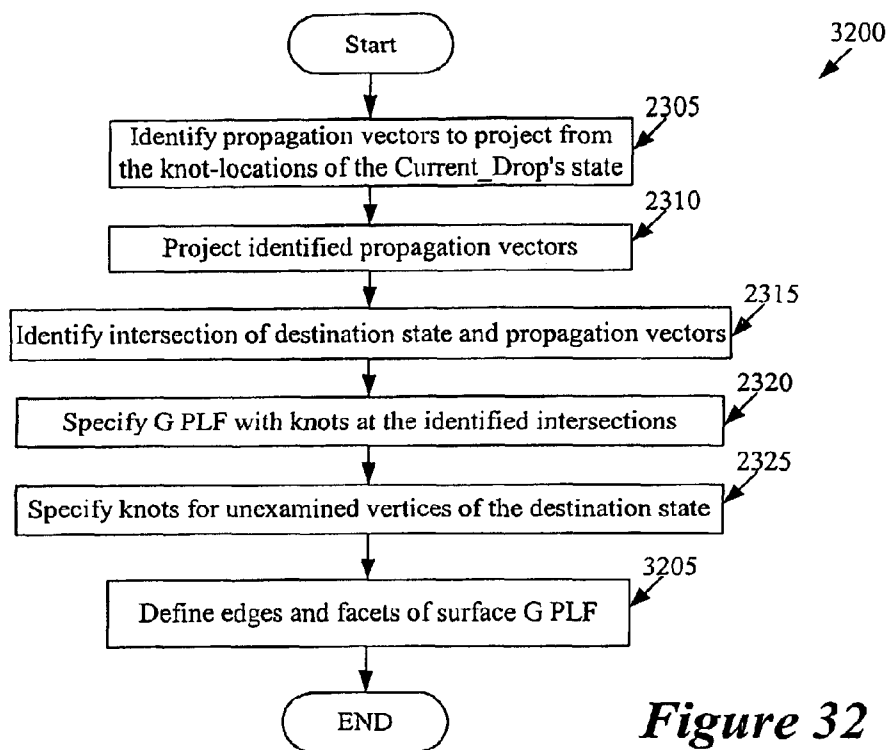 Start
3200
2305
Identify propagation vectors to project from
the knot-locations of the Current_Drop's state
2310
Project identified propagation vectors
2315
Identify intersection of destination state and propagation vectors
2320
Specify G PLF with knots at the identified intersections
2325
Specify knots for unexamined vertices of the destination state
3205
Define edges and facets of surface G PLF
END
Figure 32